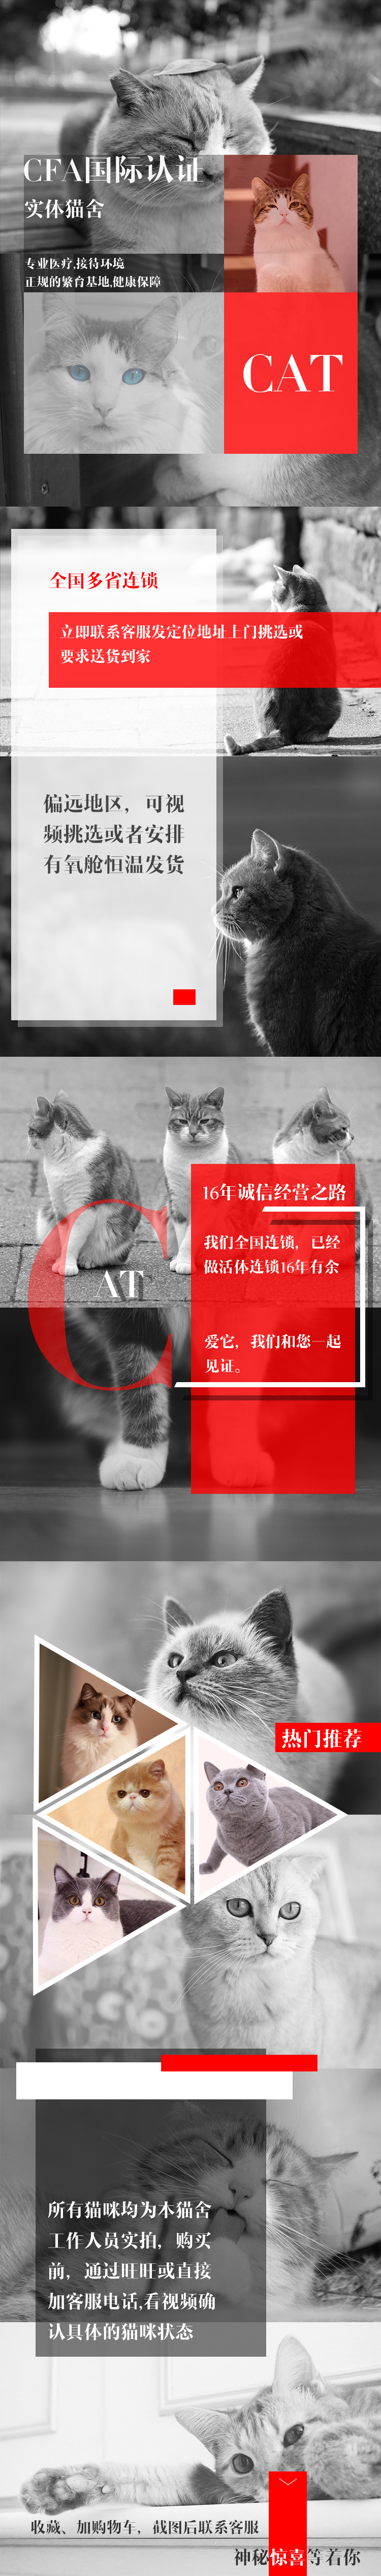 CFA国际认证
实体猫舍
专业医疗,接待环境
正规的繁育基地,健康保障
CAT
全国多省连锁
立即联系客服发定位地址上门挑选或
要求送货到家
偏远地区，可视
频挑选或者安排
有氧舱恒温发货
16年诚信经营之路
我们全国连锁，已经
做活体连锁16年有余
CAT
爱它，我们和您一起
见证。
热门推荐
所有猫咪均为本猫舍
工作人员实拍，购买
前，通过旺旺或直接
加客服电话,看视频确
认具体的猫咪状态
收藏、加购物车，截图后联系客服
神秘惊喜等着你